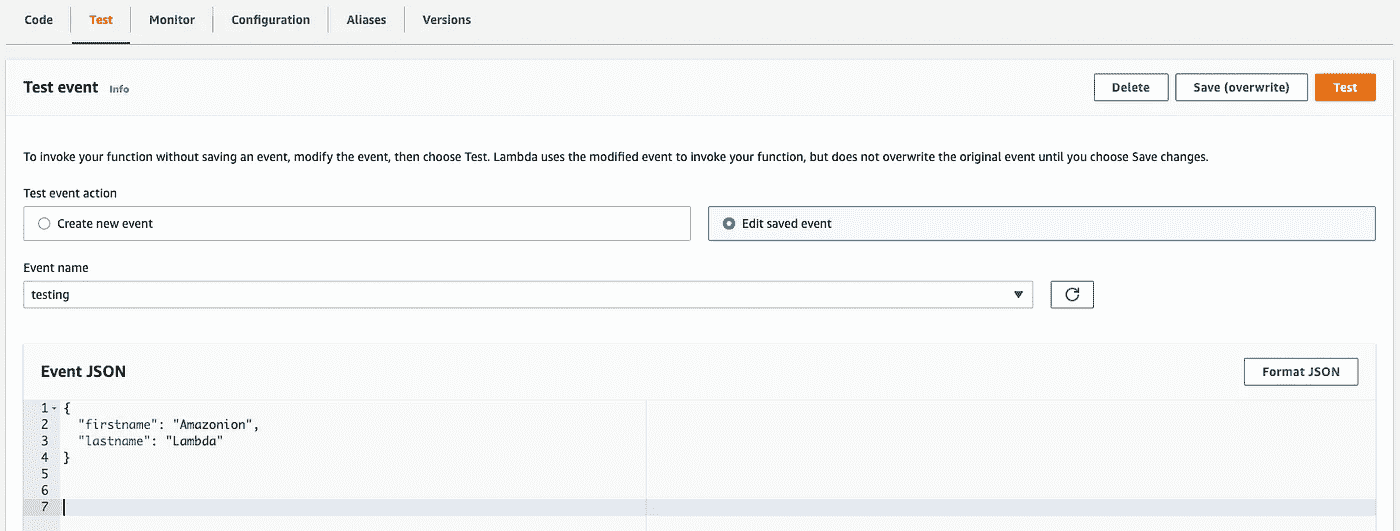 Code Test Monitor Configuration Aliases Versions
Test event Info Delete Save (overwrite) Test
To invoke your function without saving an event, modify the event, then choose Test. Lambda uses the modified event to invoke your function, but does not overwrite the original event until you choose Save changes.
Test event action
Create new event Edit saved event
Event name
testing
Event JSON Format JSON
1 {
2 "firstname": "Amazonion",
3 "lastname": "Lambda"
4 }
5
6
7